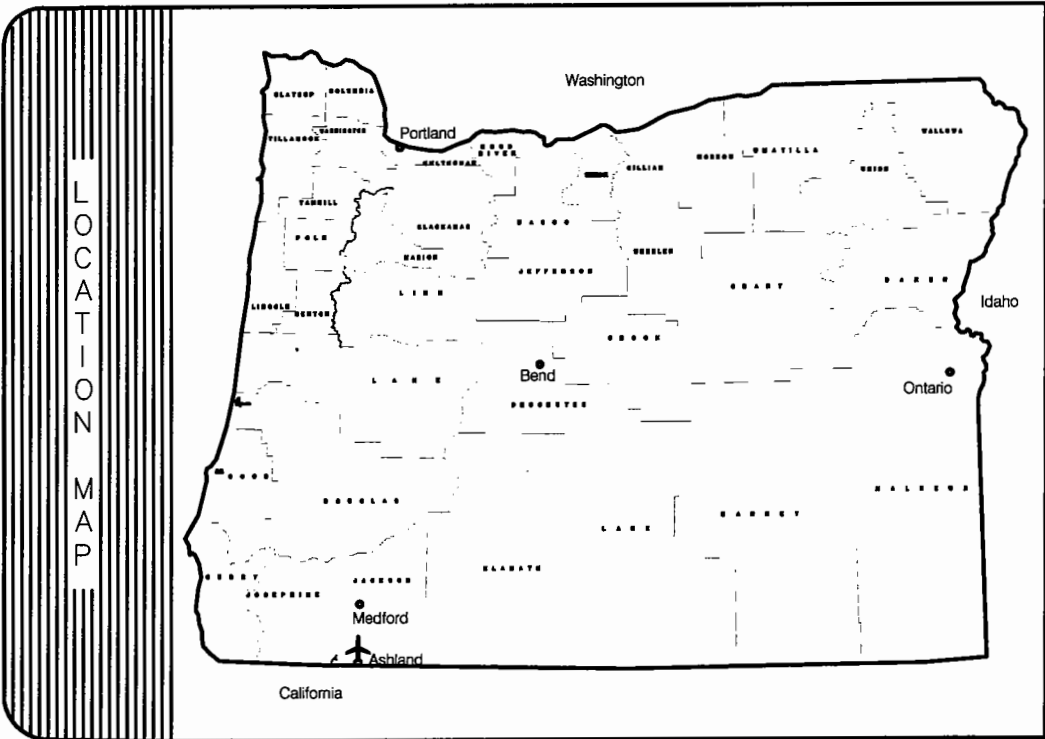 LOCATION MAP
Washington
CLATSOP
COLUMBIA
WASHINGTON
TILLAMOOK
Portland
MULTNOMAH
HOOD
RIVER
GILLIAM
MORROW
UMATILLA
WALLOWA
UNION
YAMHILL
CLACKAMAS
WASCO
POLK
MARION
WHEELER
JEFFERSON
LINN
GRANT
BAKER
Idaho
LINCOLN
BENTON
CROOK
Bend
LANE
Ontario
DESCHUTES
COOS
DOUGLAS
MALHEUR
HARNEY
LAKE
KLAMATH
CURRY
JACKSON
JOSEPHINE
Medford
Ashland
California